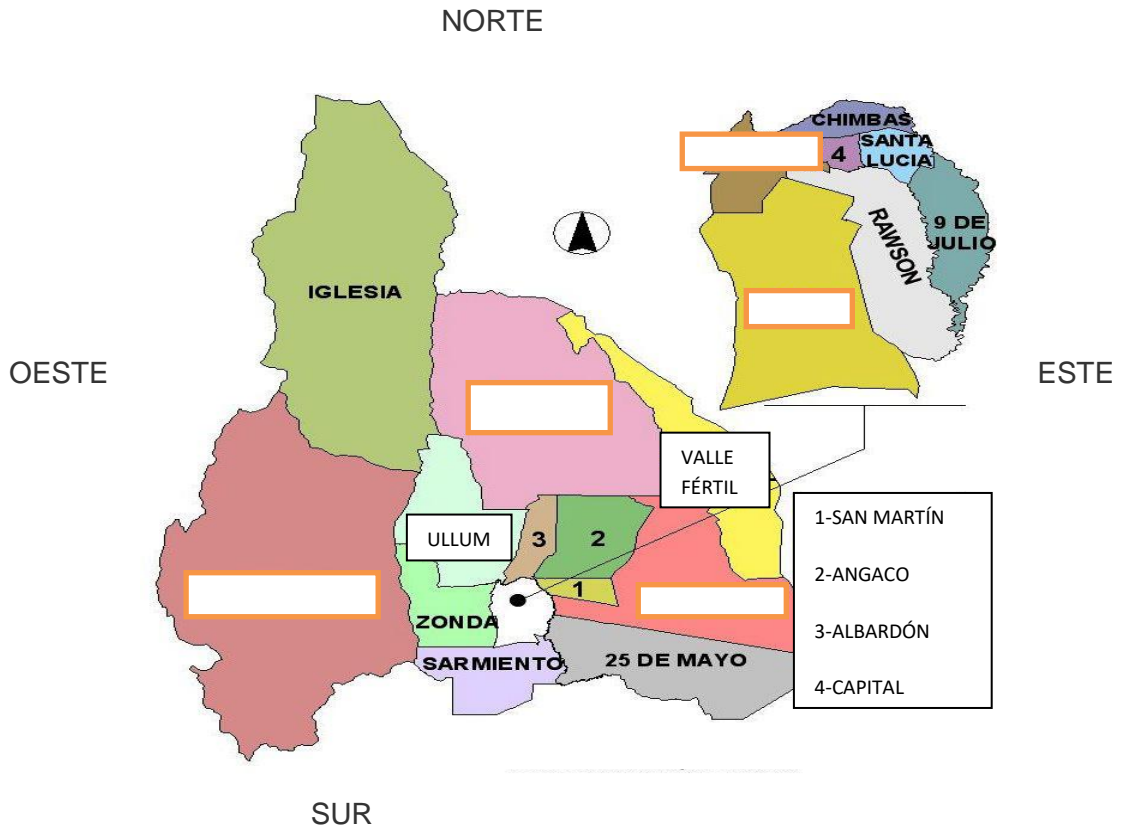 NORTE
CHIMBAS
4
SANTA
LUCIA
9 DE
JULIO
RAWSON
IGLESIA
OESTE
ESTE
VALLE
FÉRTIL
ULLUM
3
2
1
ZONDA
SARMIENTO
25 DE MAYO
1-SAN MARTÍN
2-ANGACO
3-ALBARDÓN
4-CAPITAL
SUR